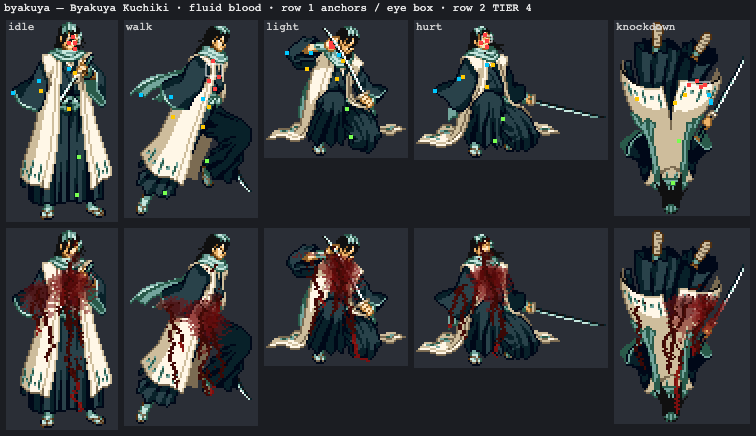 byakuya — Byakuya Kuchiki · fluid blood · row 1 anchors / eye box · row 2 TIER 4
idle
walk
light
hurt
knockdown